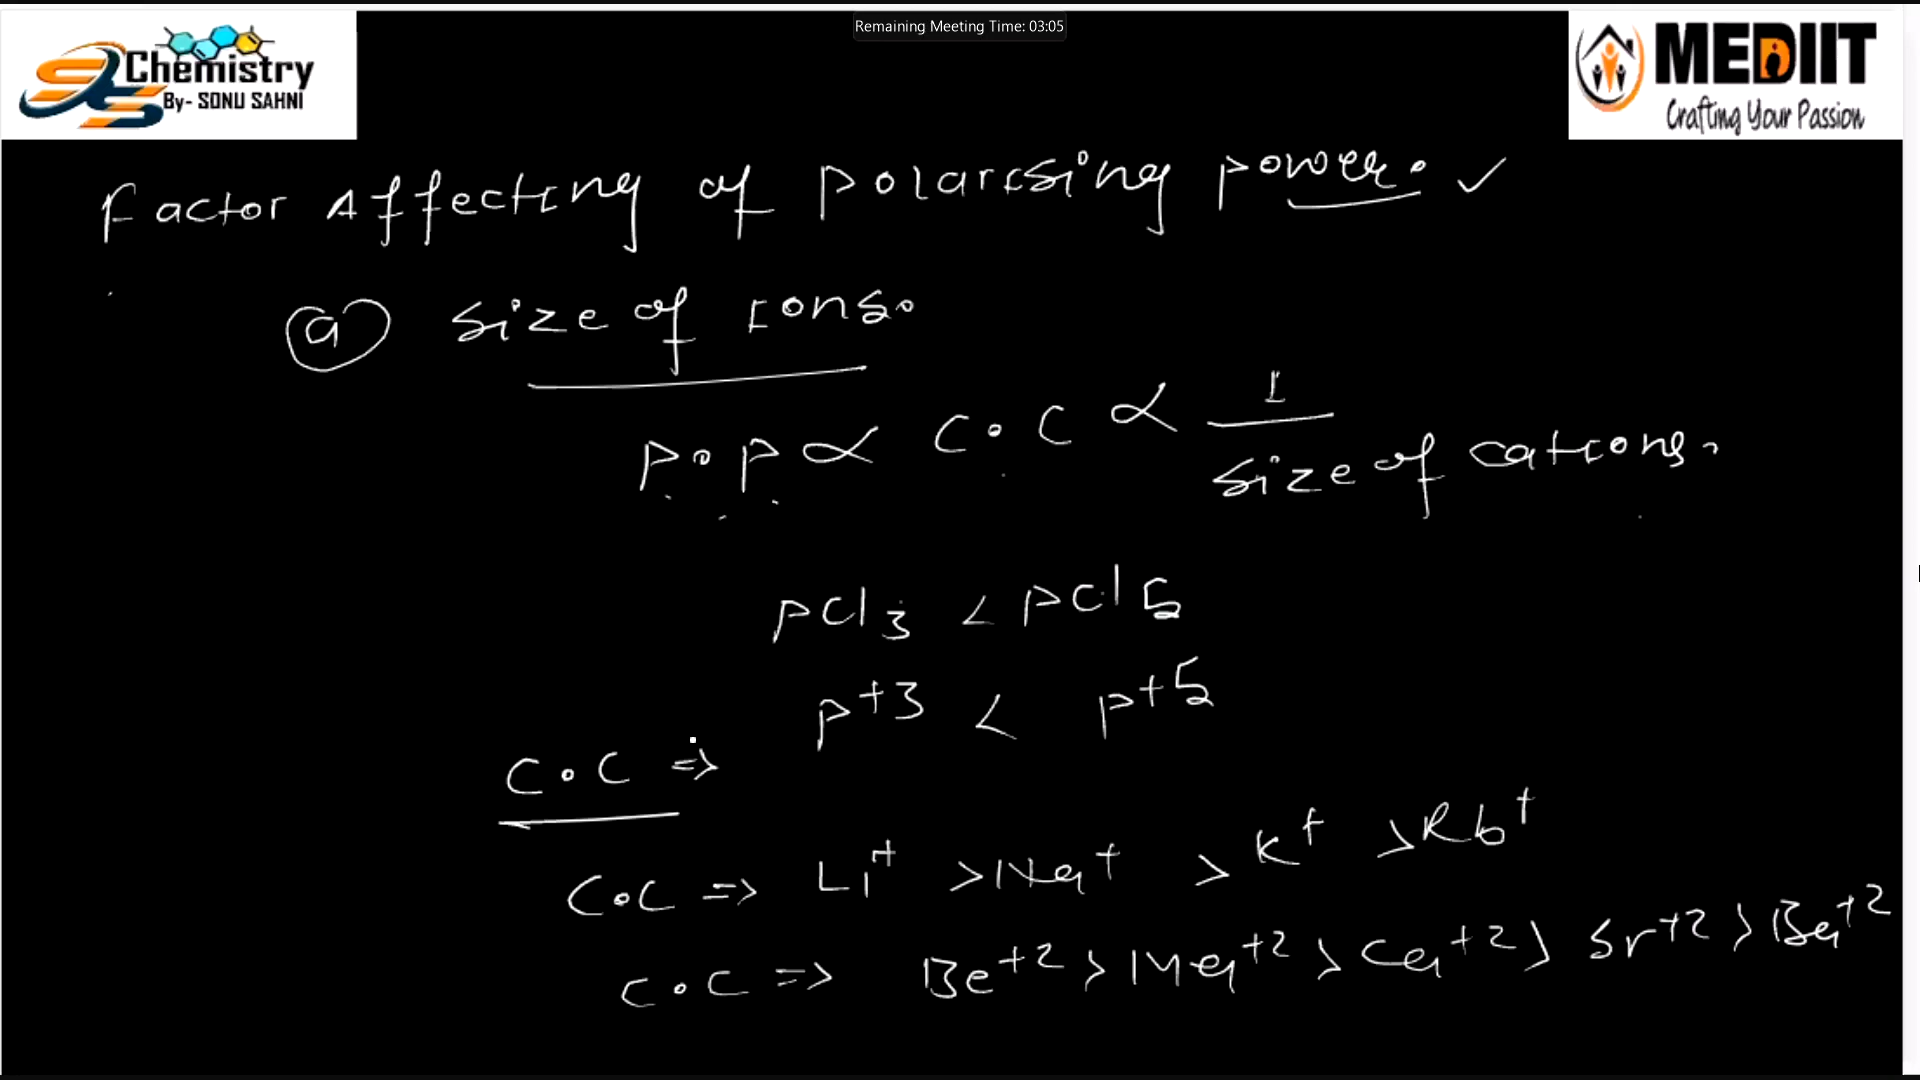 Remaining Meeting Time: 03:05
Chemistry
By- SONU SAHNI
MEDIIT
Crafting Your Passion
Factor Affecting of polarising power. ✓
(a) size of ions.
P.P ∝ C.C ∝ 1/size of cations.
PCl3 < PCl5
P+3 < P+5
C.C =>
C.C => Li+ > Na+ > K+ > Rb+
C.C => Be+2 > Mg+2 > Ca+2 > Sr+2 > Ba+2